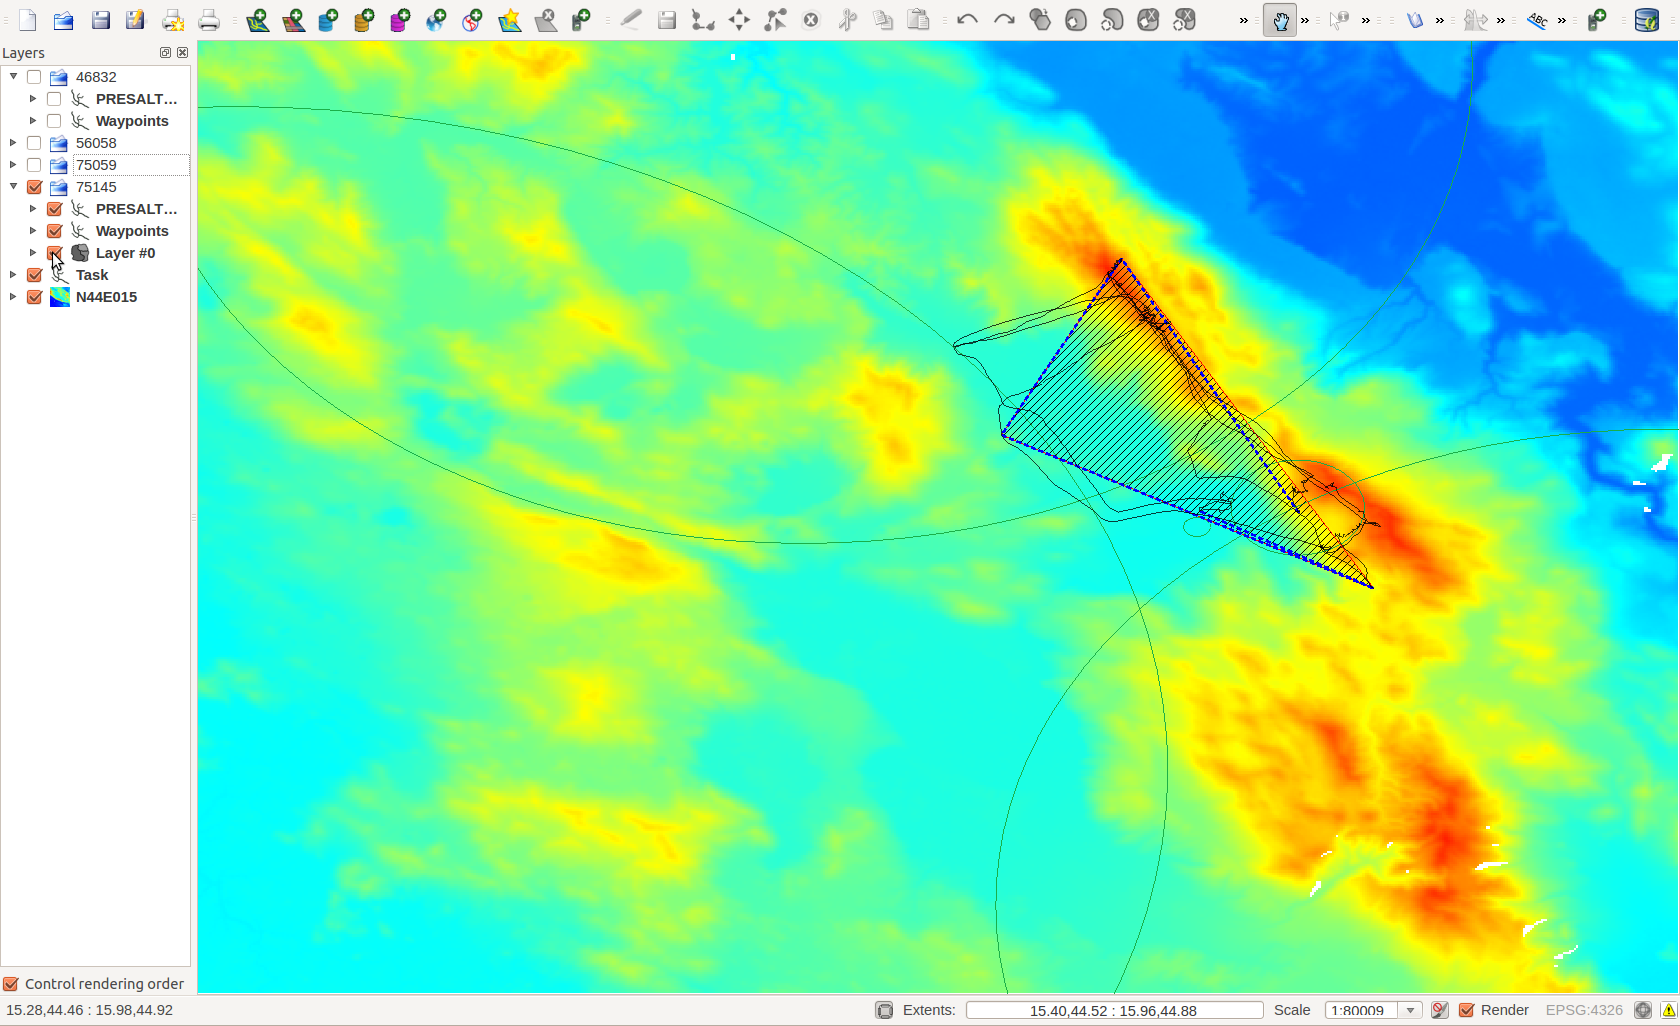 ABC
Layers
46832
PRESALT...
Waypoints
56058
75059
75145
PRESALT...
Waypoints
Layer #0
Task
N44E015
Control rendering order
15.28,44.46 : 15.98,44.92
Extents:
15.40,44.52 : 15.96,44.88
Scale
1:80009
Render
EPSG:4326